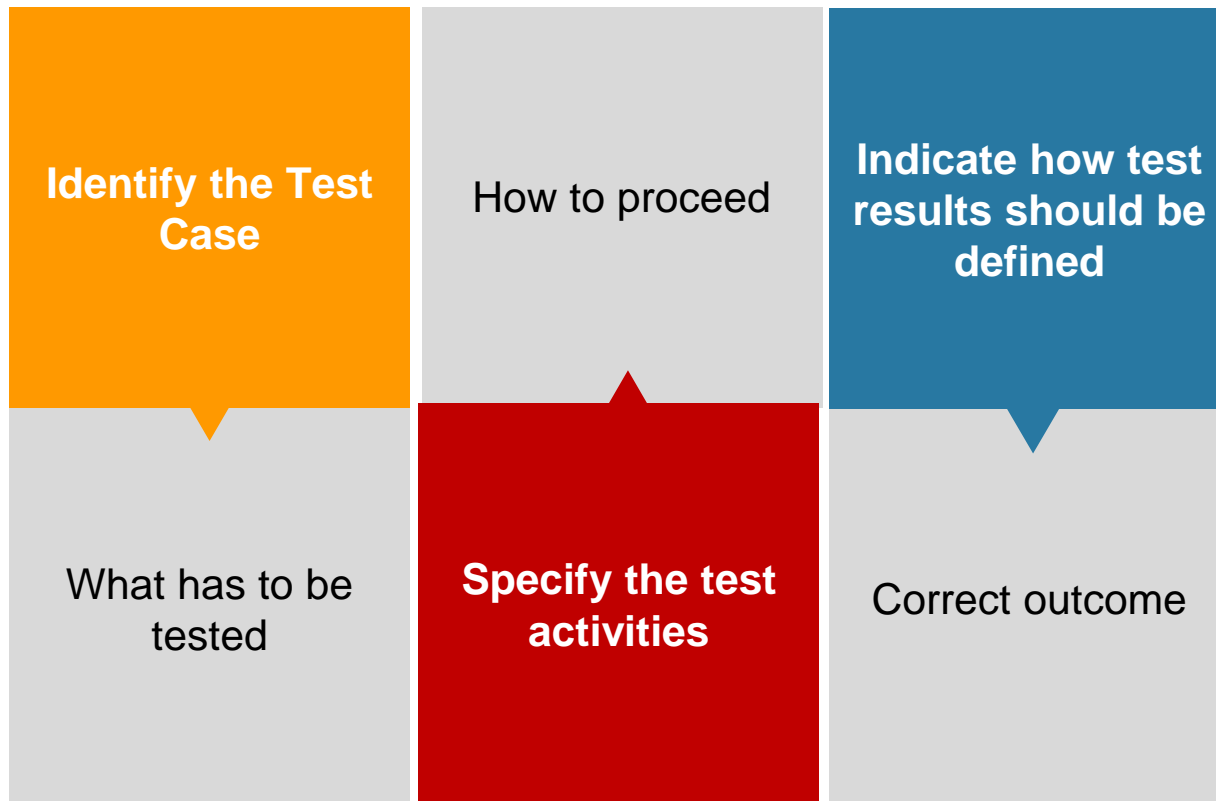 Identify the Test
Case
What has to be
tested
How to proceed
Specify the test
activities
Indicate how test
results should be
defined
Correct outcome